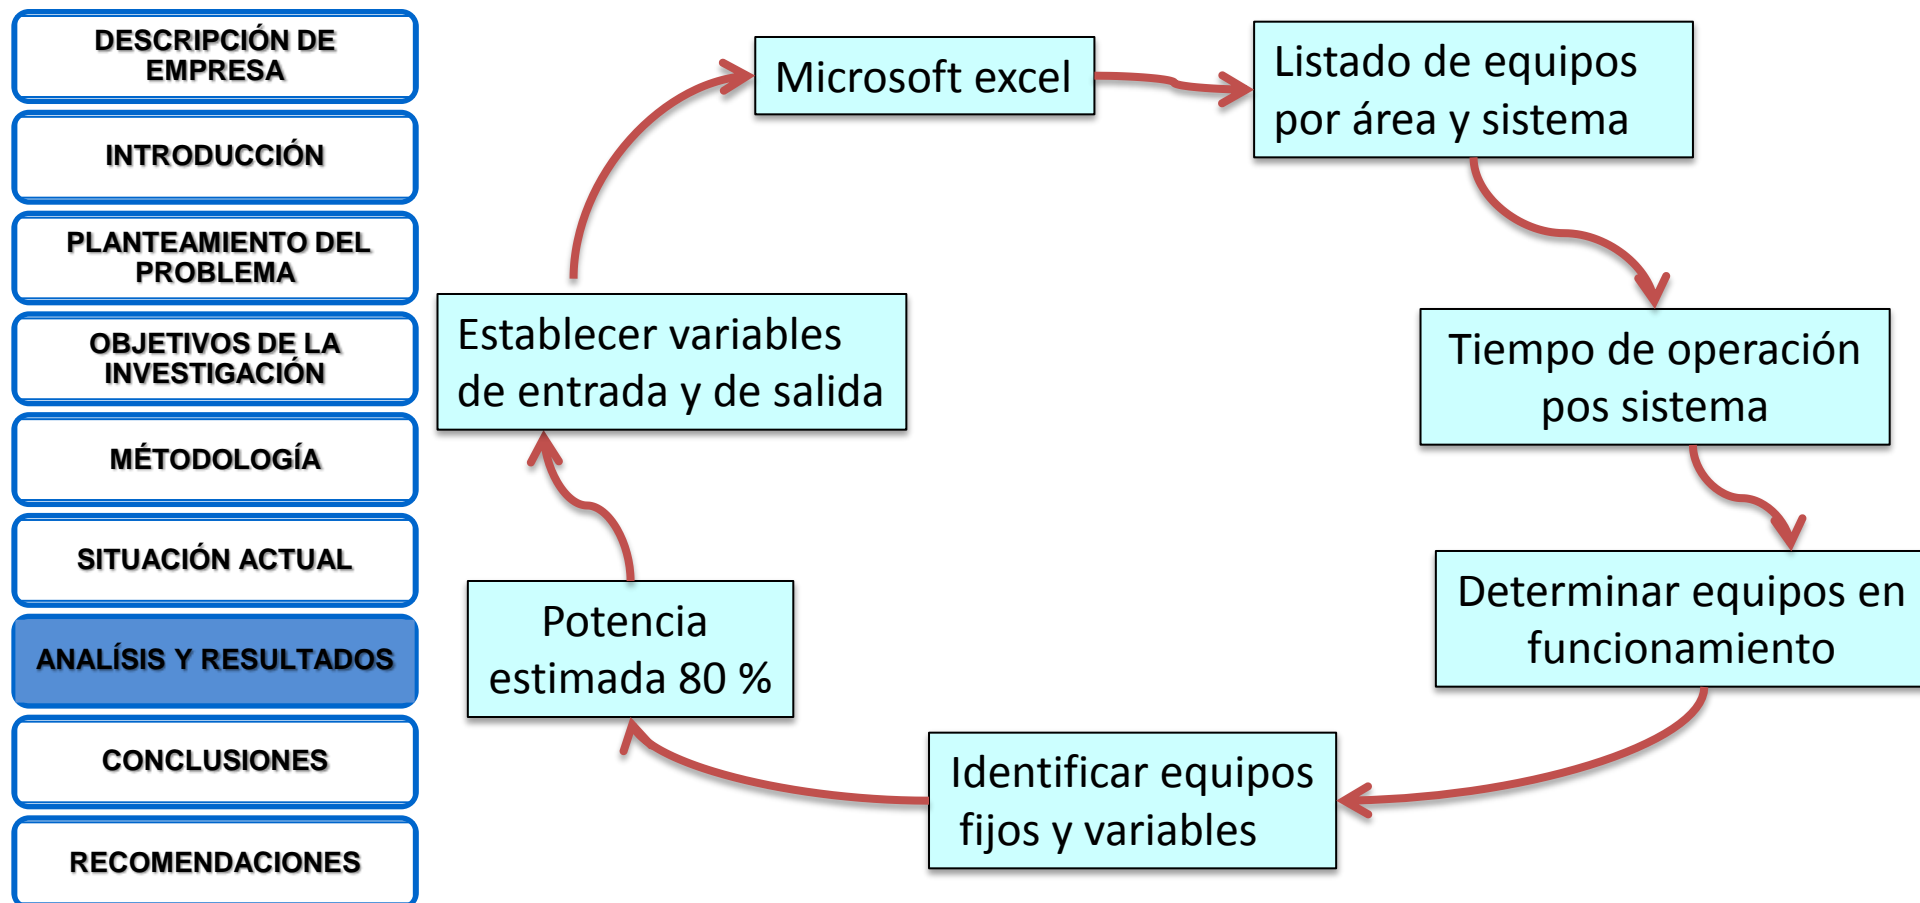 DESCRIPCIÓN DE
EMPRESA
INTRODUCCIÓN
PLANTEAMIENTO DEL
PROBLEMA
OBJETIVOS DE LA
INVESTIGACIÓN
MÉTODOLOGÍA
SITUACIÓN ACTUAL
ANALÍSIS Y RESULTADOS
CONCLUSIONES
RECOMENDACIONES
Microsoft excel
Listado de equipos
por área y sistema
Tiempo de operación
pos sistema
Determinar equipos en
funcionamiento
Identificar equipos
fijos y variables
Potencia
estimada 80 %
Establecer variables
de entrada y de salida